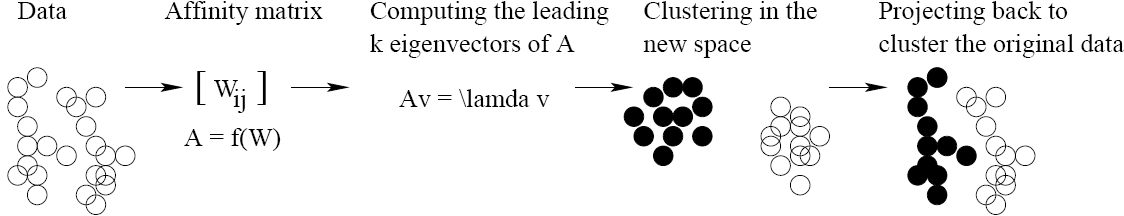 Data
Affinity matrix
[ Wij ]
A = f(W)
Computing the leading
k eigenvectors of A
Av = \lamda v
Clustering in the
new space
Projecting back to
cluster the original data